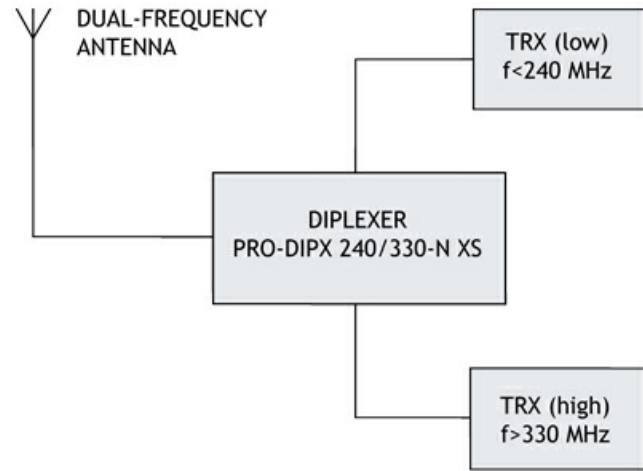 DUAL-FREQUENCY
ANTENNA
TRX (low)
f<240 MHz
DIPLEXER
PRO-DIPX 240/330-N XS
TRX (high)
f>330 MHz